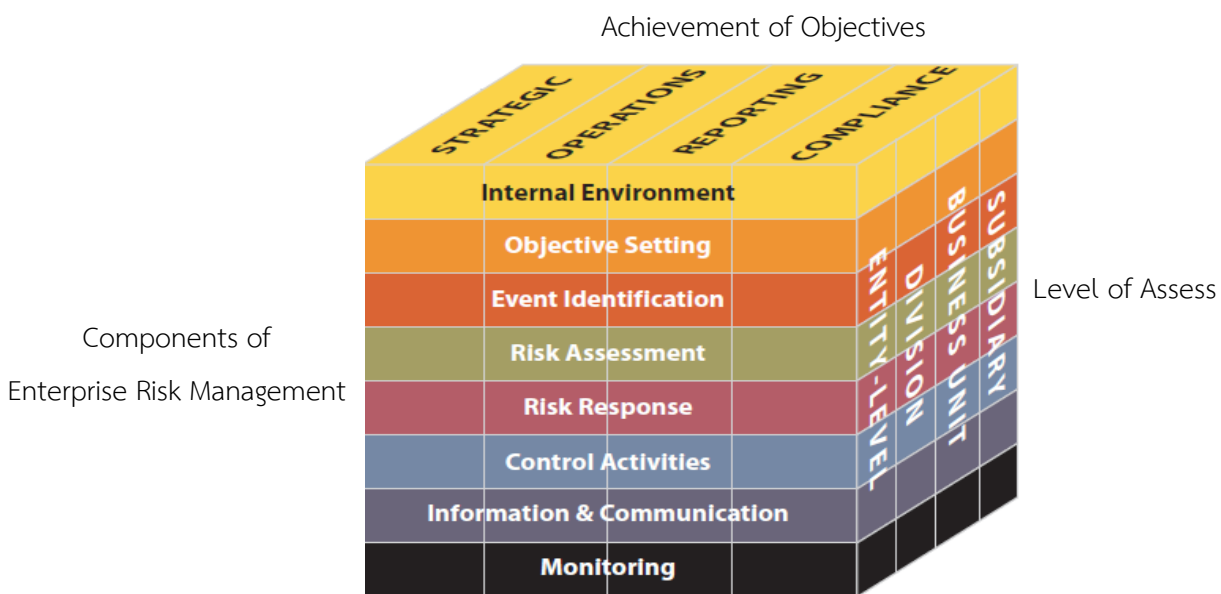 Achievement of Objectives
STRATEGIC
OPERATIONS
REPORTING
COMPLIANCE
Internal Environment
Objective Setting
Event Identification
Risk Assessment
Risk Response
Control Activities
Information & Communication
Monitoring
ENTITY-LEVEL
DIVISION
BUSINESS UNIT
SUBSIDIARY
Level of Assess
Components of
Enterprise Risk Management